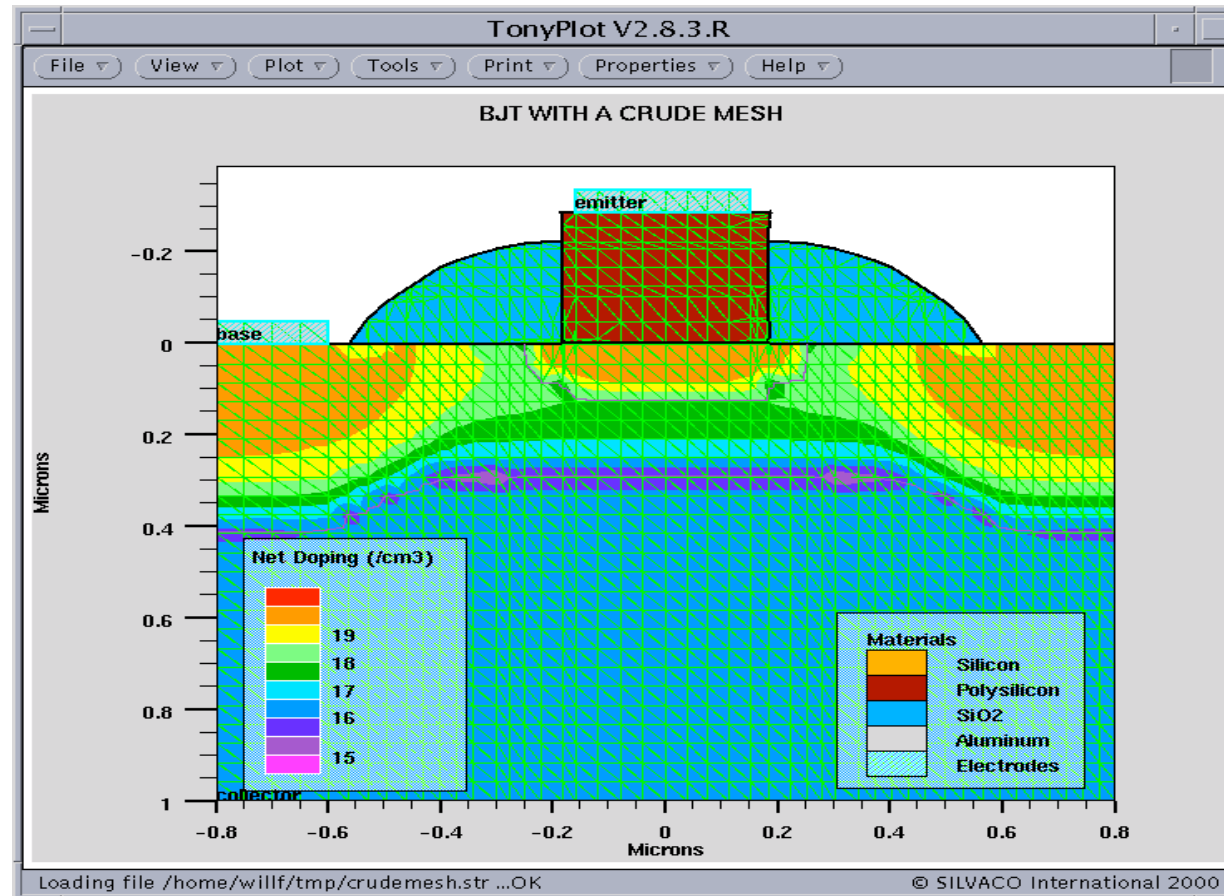 TonyPlot V2.8.3.R
File View Plot Tools Print Properties Help
BJT WITH A CRUDE MESH
emitter
-0.2
base
0
0.2
Microns
0.4
Net Doping (/cm3)
19
18
17
16
15
0.6
Materials
Silicon
Polysilicon
SiO2
Aluminum
Electrodes
0.8
collector
1
-0.8 -0.6 -0.4 -0.2 0 0.2 0.4 0.6 0.8
Microns
Loading file /home/willf/tmp/crudemesh.str ...OK
© SILVACO International 2000